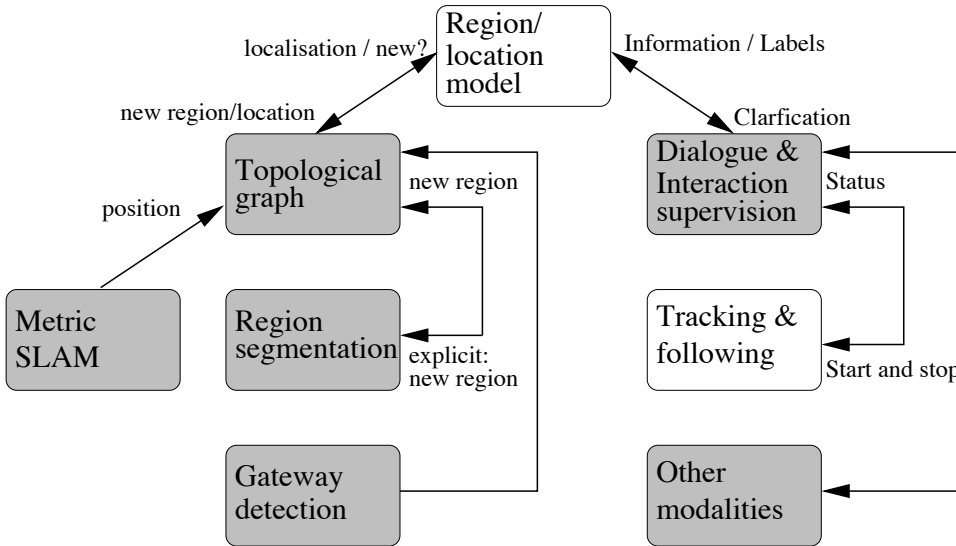 Region/
location
model
localisation / new?
Information / Labels
new region/location
Clarfication
Topological
graph
new region
Dialogue &
Interaction
supervision
Status
position
Metric
SLAM
Region
segmentation
explicit:
new region
Tracking &
following
Start and stop
Gateway
detection
Other
modalities